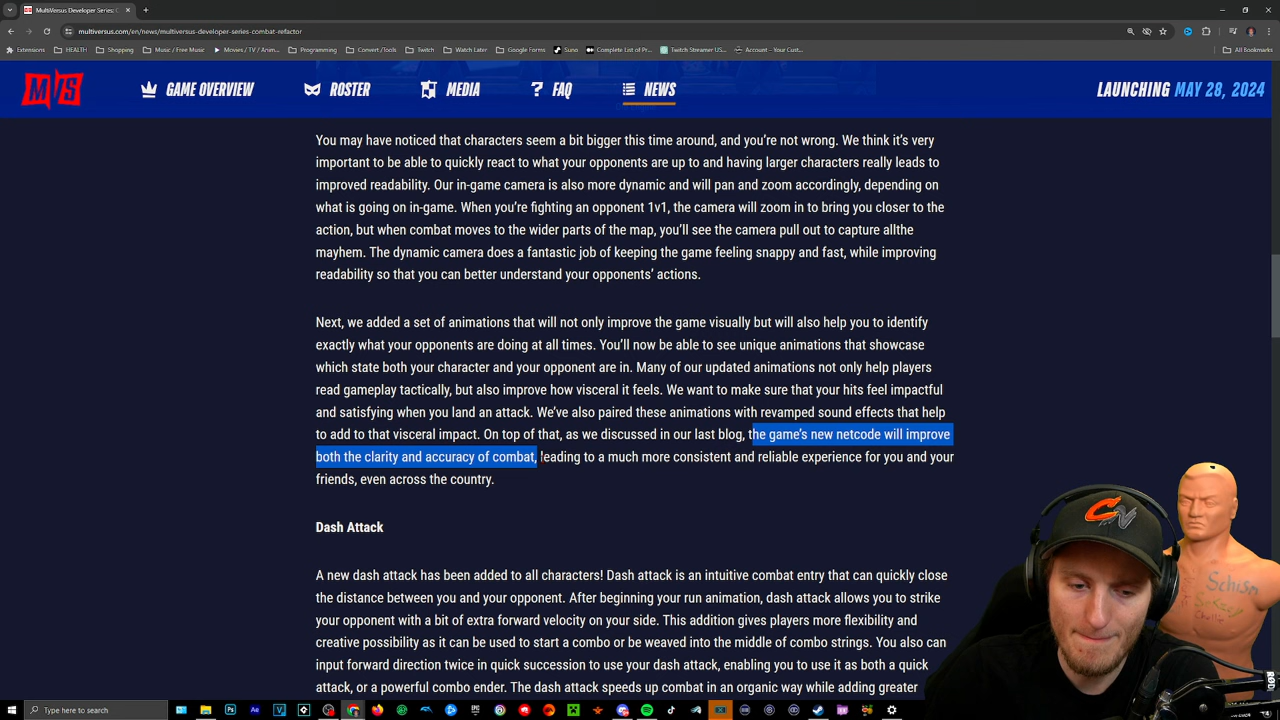 MultiVersus Developer Series: C
multiversus.com/en/news/multiversus-developer-series-combat-refactor
Extensions
HEALTH
Shopping
Music / Free Music
Movies / TV / Anim...
Programming
Convert /Tools
Twitch
Watch Later
Google Forms
Suno
Complete List of Pr...
Twitch Streamer US...
Account – Your Cust...
All Bookmarks
MVS
GAME OVERVIEW
ROSTER
MEDIA
FAQ
NEWS
LAUNCHING MAY 28, 2024
You may have noticed that characters seem a bit bigger this time around, and you're not wrong. We think it's very
important to be able to quickly react to what your opponents are up to and having larger characters really leads to
improved readability. Our in-game camera is also more dynamic and will pan and zoom accordingly, depending on
what is going on in-game. When you're fighting an opponent 1v1, the camera will zoom in to bring you closer to the
action, but when combat moves to the wider parts of the map, you'll see the camera pull out to capture allthe
mayhem. The dynamic camera does a fantastic job of keeping the game feeling snappy and fast, while improving
readability so that you can better understand your opponents' actions.
Next, we added a set of animations that will not only improve the game visually but will also help you to identify
exactly what your opponents are doing at all times. You'll now be able to see unique animations that showcase
which state both your character and your opponent are in. Many of our updated animations not only help players
read gameplay tactically, but also improve how visceral it feels. We want to make sure that your hits feel impactful
and satisfying when you land an attack. We've also paired these animations with revamped sound effects that help
to add to that visceral impact. On top of that, as we discussed in our last blog, the game's new netcode will improve
both the clarity and accuracy of combat, leading to a much more consistent and reliable experience for you and your
friends, even across the country.
Dash Attack
A new dash attack has been added to all characters! Dash attack is an intuitive combat entry that can quickly close
the distance between you and your opponent. After beginning your run animation, dash attack allows you to strike
your opponent with a bit of extra forward velocity on your side. This addition gives players more flexibility and
creative possibility as it can be used to start a combo or be weaved into the middle of combo strings. You also can
input forward direction twice in quick succession to use your dash attack, enabling you to use it as both a quick
attack, or a powerful combo ender. The dash attack speeds up combat in an organic way while adding greater
CN
Schism
Type here to search